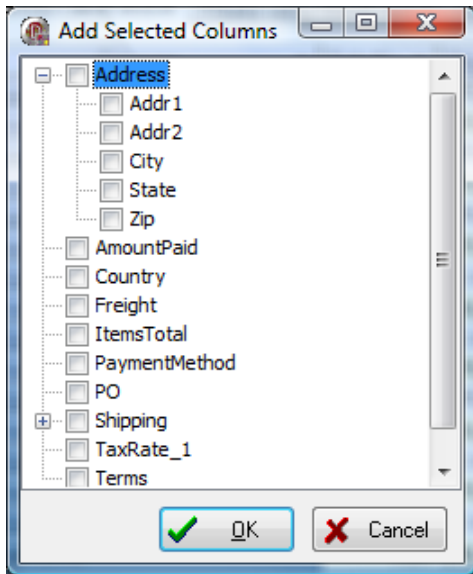 Add Selected Columns
Address
Addr1
Addr2
City
State
Zip
AmountPaid
Country
Freight
ItemsTotal
PaymentMethod
PO
Shipping
TaxRate_1
Terms
OK Cancel